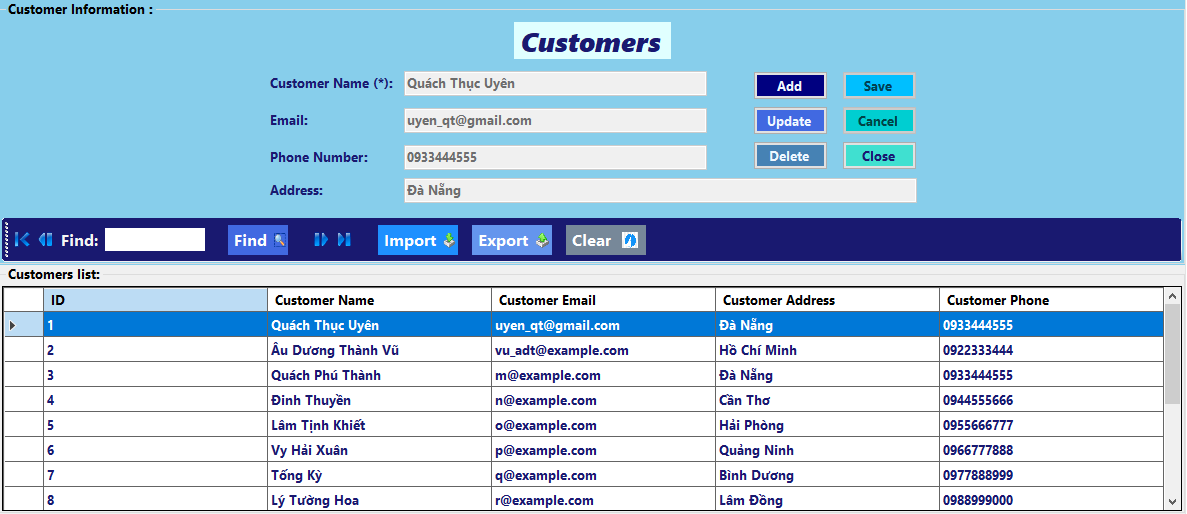 Customer Information :
Customers
Customer Name (*): Quách Thục Uyên Add Save
Email: uyen_qt@gmail.com Update Cancel
Phone Number: 0933444555 Delete Close
Address: Đà Nẵng
Find: Find Import Export Clear
Customers list:
ID Customer Name Customer Email Customer Address Customer Phone
1 Quách Thục Uyên uyen_qt@gmail.com Đà Nẵng 0933444555
2 Âu Dương Thành Vũ vu_adt@example.com Hồ Chí Minh 0922333444
3 Quách Phú Thành m@example.com Đà Nẵng 0933444555
4 Đinh Thuyền n@example.com Cần Thơ 0944555666
5 Lâm Tịnh Khiết o@example.com Hải Phòng 0955666777
6 Vy Hải Xuân p@example.com Quảng Ninh 0966777888
7 Tống Kỳ q@example.com Bình Dương 0977888999
8 Lý Tường Hoa r@example.com Lâm Đồng 0988999000